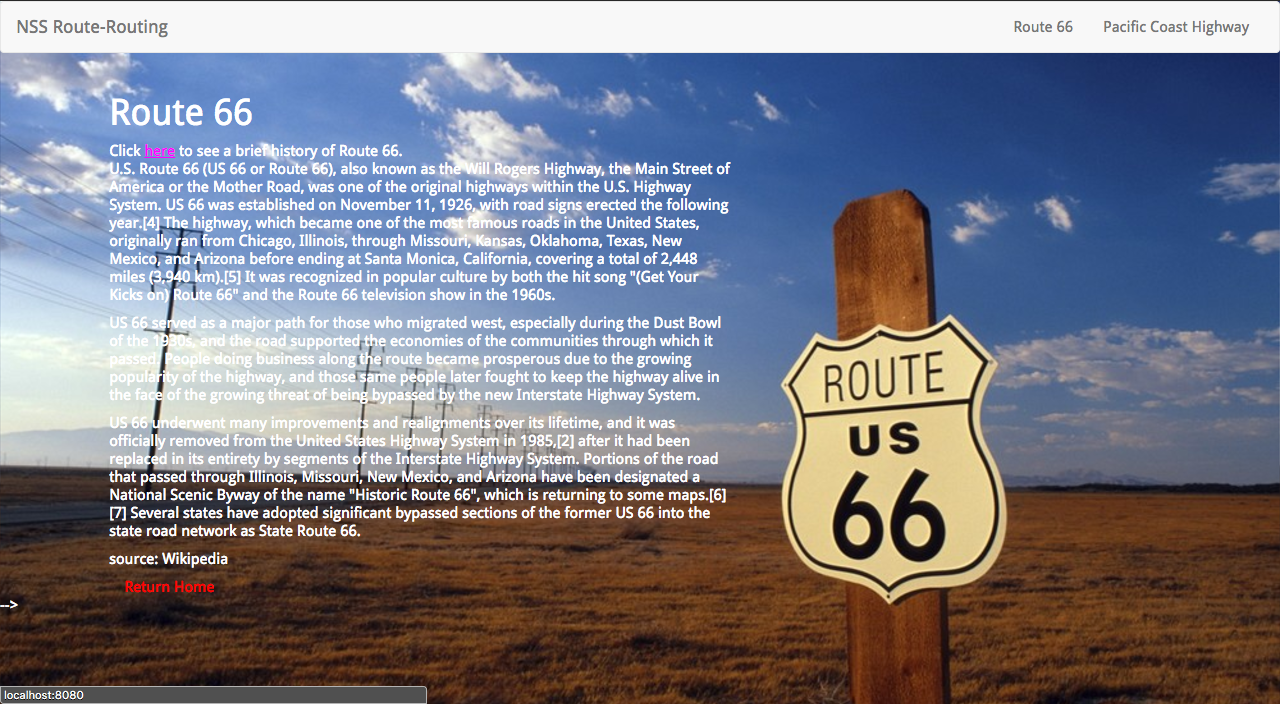 NSS Route-Routing
Route 66
Pacific Coast Highway
Route 66
Click here to see a brief history of Route 66.
U.S. Route 66 (US 66 or Route 66), also known as the Will Rogers Highway, the Main Street of
America or the Mother Road, was one of the original highways within the U.S. Highway
System. US 66 was established on November 11, 1926, with road signs erected the following
year.[4] The highway, which became one of the most famous roads in the United States,
originally ran from Chicago, Illinois, through Missouri, Kansas, Oklahoma, Texas, New
Mexico, and Arizona before ending at Santa Monica, California, covering a total of 2,448
miles (3,940 km).[5] It was recognized in popular culture by both the hit song "(Get Your
Kicks on) Route 66" and the Route 66 television show in the 1960s.
US 66 served as a major path for those who migrated west, especially during the Dust Bowl
of the 1930s, and the road supported the economies of the communities through which it
passed. People doing business along the route became prosperous due to the growing
popularity of the highway, and those same people later fought to keep the highway alive in
the face of the growing threat of being bypassed by the new Interstate Highway System.
US 66 underwent many improvements and realignments over its lifetime, and it was
officially removed from the United States Highway System in 1985,[2] after it had been
replaced in its entirety by segments of the Interstate Highway System. Portions of the road
that passed through Illinois, Missouri, New Mexico, and Arizona have been designated a
National Scenic Byway of the name "Historic Route 66", which is returning to some maps.[6]
[7] Several states have adopted significant bypassed sections of the former US 66 into the
state road network as State Route 66.
source: Wikipedia
Return Home
-->
ROUTE
US
66
localhost:8080